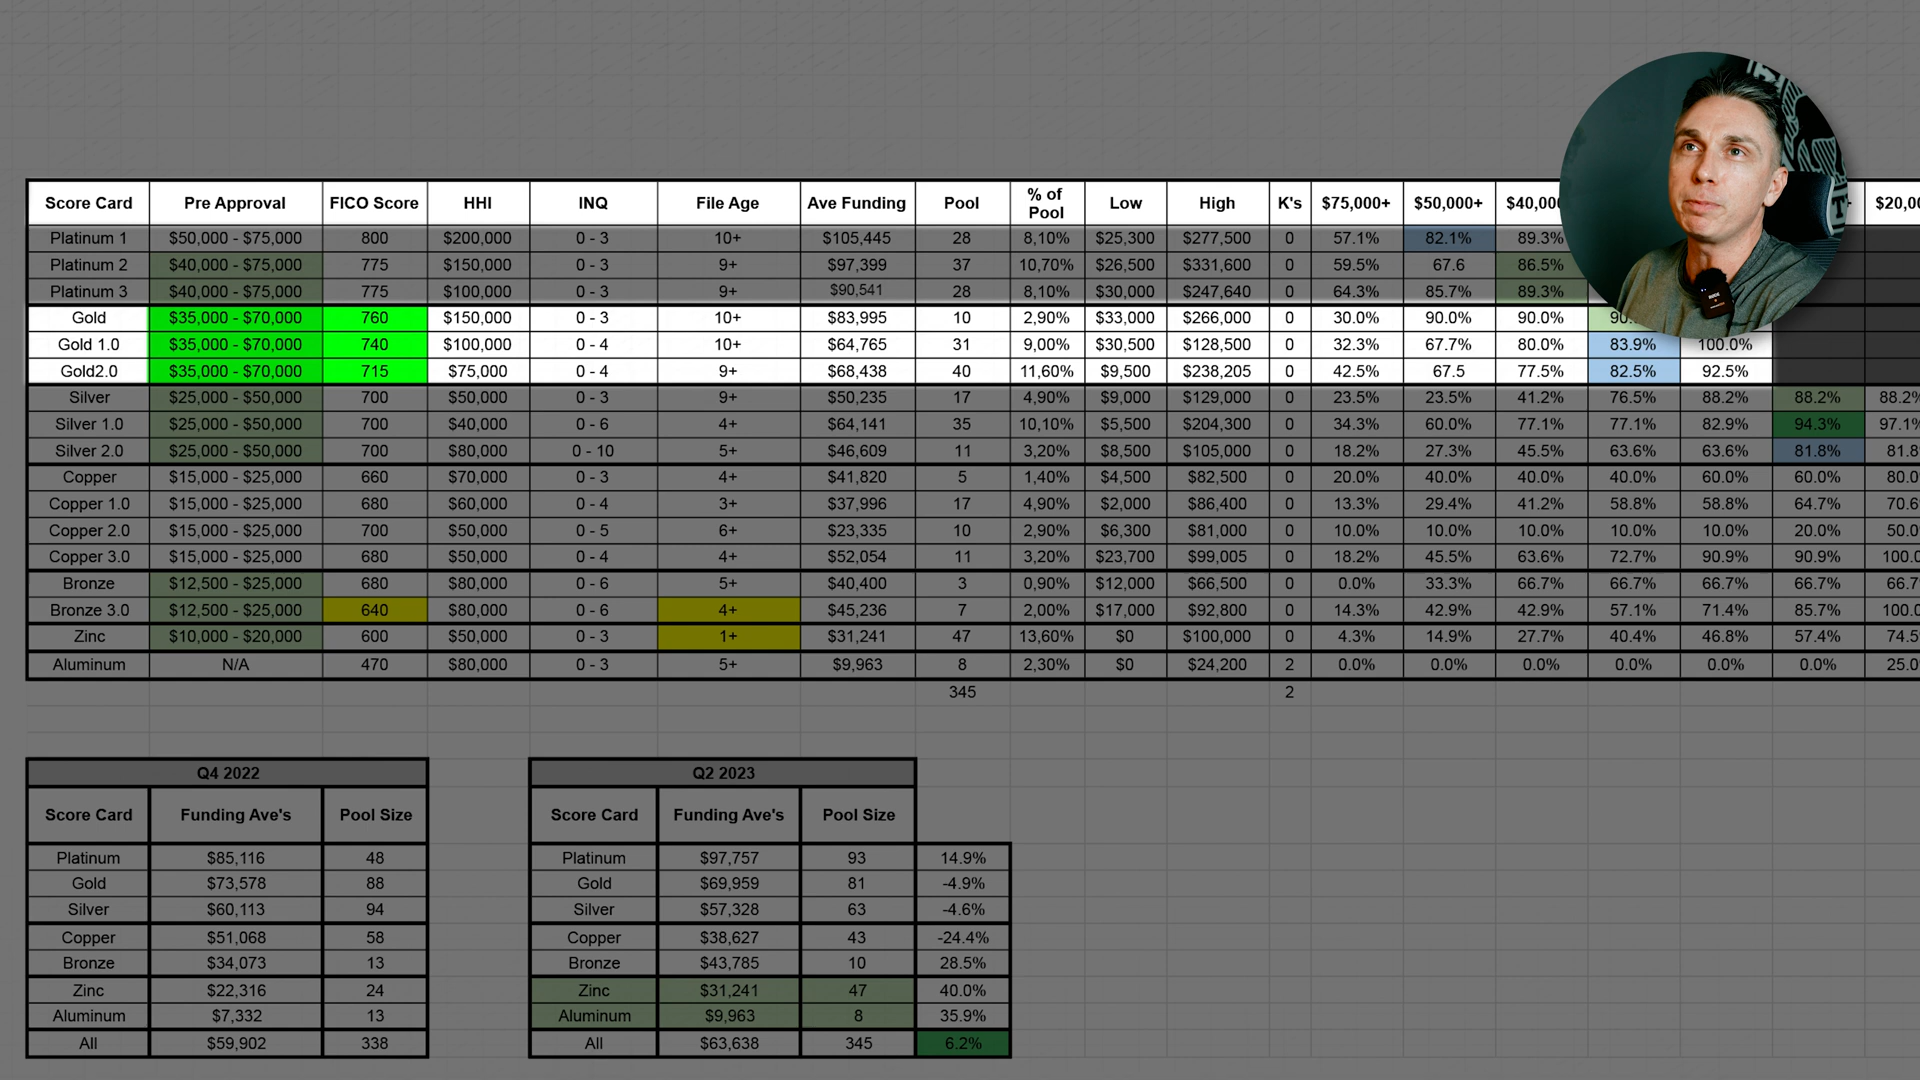 Score Card Pre Approval FICO Score HHI INQ File Age Ave Funding Pool % of Pool Low High K's $75,000+ $50,000+ $40,00
Platinum 1 $50,000 - $75,000 800 $200,000 0 - 3 10+ $105,445 28 8,10% $25,300 $277,500 0 57.1% 82.1% 89.3%
Platinum 2 $40,000 - $75,000 775 $150,000 0 - 3 9+ $97,399 37 10,70% $26,500 $331,600 0 59.5% 67.6 86.5%
Platinum 3 $40,000 - $75,000 775 $100,000 0 - 3 9+ $90,541 28 8,10% $30,000 $247,640 0 64.3% 85.7% 89.3%
Gold $35,000 - $70,000 760 $150,000 0 - 3 10+ $83,995 10 2,90% $33,000 $266,000 0 30.0% 90.0% 90.0%
Gold 1.0 $35,000 - $70,000 740 $100,000 0 - 4 10+ $64,765 31 9,00% $30,500 $128,500 0 32.3% 67.7% 80.0% 83.9% 100.0%
Gold2.0 $35,000 - $70,000 715 $75,000 0 - 4 9+ $68,438 40 11,60% $9,500 $238,205 0 42.5% 67.5 77.5% 82.5% 92.5%
Silver $25,000 - $50,000 700 $50,000 0 - 3 9+ $50,235 17 4,90% $9,000 $129,000 0 23.5% 23.5% 41.2% 76.5% 88.2% 88.2% 88.2%
Silver 1.0 $25,000 - $50,000 700 $40,000 0 - 6 4+ $64,141 35 10,10% $5,500 $204,300 0 34.3% 60.0% 77.1% 77.1% 82.9% 94.3% 97.1%
Silver 2.0 $25,000 - $50,000 700 $80,000 0 - 10 5+ $46,609 11 3,20% $8,500 $105,000 0 18.2% 27.3% 45.5% 63.6% 63.6% 81.8% 81.8
Copper $15,000 - $25,000 660 $70,000 0 - 3 4+ $41,820 5 1,40% $4,500 $82,500 0 20.0% 40.0% 40.0% 40.0% 60.0% 60.0% 80.0
Copper 1.0 $15,000 - $25,000 680 $60,000 0 - 4 3+ $37,996 17 4,90% $2,000 $86,400 0 13.3% 29.4% 41.2% 58.8% 58.8% 64.7% 70.6
Copper 2.0 $15,000 - $25,000 700 $50,000 0 - 5 6+ $23,335 10 2,90% $6,300 $81,000 0 10.0% 10.0% 10.0% 10.0% 10.0% 20.0% 50.0
Copper 3.0 $15,000 - $25,000 680 $50,000 0 - 4 4+ $52,054 11 3,20% $23,700 $99,005 0 18.2% 45.5% 63.6% 72.7% 90.9% 90.9% 100.0
Bronze $12,500 - $25,000 680 $80,000 0 - 6 5+ $40,400 3 0,90% $12,000 $66,500 0 0.0% 33.3% 66.7% 66.7% 66.7% 66.7% 66.7
Bronze 3.0 $12,500 - $25,000 640 $80,000 0 - 6 4+ $45,236 7 2,00% $17,000 $92,800 0 14.3% 42.9% 42.9% 57.1% 71.4% 85.7% 100.0
Zinc $10,000 - $20,000 600 $50,000 0 - 3 1+ $31,241 47 13,60% $0 $100,000 0 4.3% 14.9% 27.7% 40.4% 46.8% 57.4% 74.5
Aluminum N/A 470 $80,000 0 - 3 5+ $9,963 8 2,30% $0 $24,200 2 0.0% 0.0% 0.0% 0.0% 0.0% 0.0% 25.0
345 2
Q4 2022
Score Card Funding Ave's Pool Size
Platinum $85,116 48
Gold $73,578 88
Silver $60,113 94
Copper $51,068 58
Bronze $34,073 13
Zinc $22,316 24
Aluminum $7,332 13
All $59,902 338
Q2 2023
Score Card Funding Ave's Pool Size
Platinum $97,757 93 14.9%
Gold $69,959 81 -4.9%
Silver $57,328 63 -4.6%
Copper $38,627 43 -24.4%
Bronze $43,785 10 28.5%
Zinc $31,241 47 40.0%
Aluminum $9,963 8 35.9%
All $63,638 345 6.2%